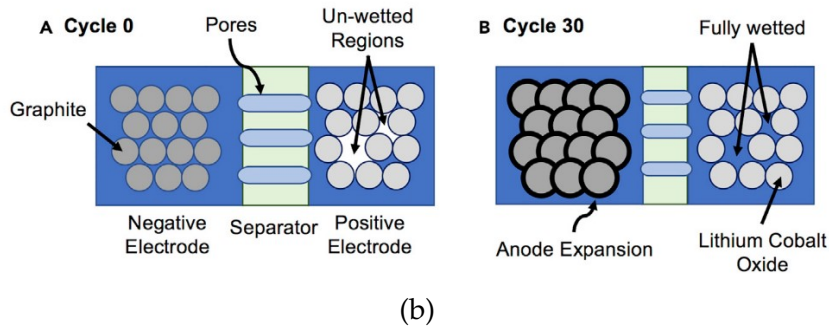 A Cycle 0
Pores
Un-wetted
Regions
Graphite
Negative
Electrode
Separator
Positive
Electrode
B Cycle 30
Fully wetted
Anode Expansion
Lithium Cobalt
Oxide
(b)